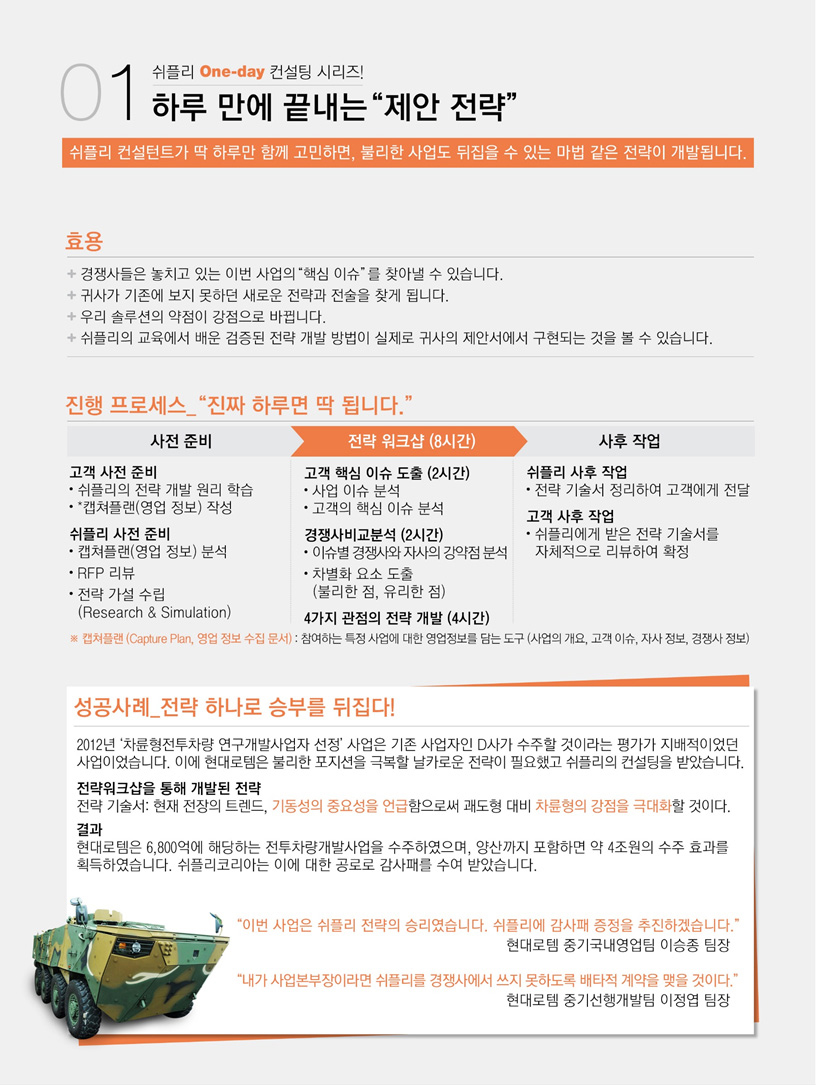 01
쉬플리 One-day 컨설팅 시리즈!
하루 만에 끝내는 “제안 전략”
쉬플리 컨설턴트가 딱 하루만 함께 고민하면, 불리한 사업도 뒤집을 수 있는 마법 같은 전략이 개발됩니다.
효용
+ 경쟁사들은 놓치고 있는 이번 사업의 “핵심 이슈” 를 찾아낼 수 있습니다.
+ 귀사가 기존에 보지 못하던 새로운 전략과 전술을 찾게 됩니다.
+ 우리 솔루션의 약점이 강점으로 바뀝니다.
+ 쉬플리의 교육에서 배운 검증된 전략 개발 방법이 실제로 귀사의 제안서에서 구현되는 것을 볼 수 있습니다.
진행 프로세스_“진짜 하루면 딱 됩니다.”
사전 준비
고객 사전 준비
• 쉬플리의 전략 개발 원리 학습
• *캡쳐플랜(영업 정보) 작성
쉬플리 사전 준비
• 캡쳐플랜(영업 정보) 분석
• RFP 리뷰
• 전략 가설 수립
(Research & Simulation)
전략 워크샵 (8시간)
고객 핵심 이슈 도출 (2시간)
• 사업 이슈 분석
• 고객의 핵심 이슈 분석
경쟁사비교분석 (2시간)
• 이슈별 경쟁사와 자사의 강약점 분석
• 차별화 요소 도출
(불리한 점, 유리한 점)
4가지 관점의 전략 개발 (4시간)
사후 작업
쉬플리 사후 작업
• 전략 기술서 정리하여 고객에게 전달
고객 사후 작업
• 쉬플리에게 받은 전략 기술서를
자체적으로 리뷰하여 확정
※ 캡쳐플랜 (Capture Plan, 영업 정보 수집 문서) : 참여하는 특정 사업에 대한 영업정보를 담는 도구 (사업의 개요, 고객 이슈, 자사 정보, 경쟁사 정보)
성공사례_전략 하나로 승부를 뒤집다!
2012년 ‘차륜형전투차량 연구개발사업자 선정’ 사업은 기존 사업자인 D사가 수주할 것이라는 평가가 지배적이었던
사업이었습니다. 이에 현대로템은 불리한 포지션을 극복할 날카로운 전략이 필요했고 쉬플리의 컨설팅을 받았습니다.
전략워크샵을 통해 개발된 전략
전략 기술서: 현재 전장의 트렌드, 기동성의 중요성을 언급함으로써 궤도형 대비 차륜형의 강점을 극대화할 것이다.
결과
현대로템은 6,800억에 해당하는 전투차량개발사업을 수주하였으며, 양산까지 포함하면 약 4조원의 수주 효과를
획득하였습니다. 쉬플리코리아는 이에 대한 공로로 감사패를 수여 받았습니다.
“이번 사업은 쉬플리 전략의 승리였습니다. 쉬플리에 감사패 증정을 추진하겠습니다.”
현대로템 중기국내영업팀 이승종 팀장
“내가 사업본부장이라면 쉬플리를 경쟁사에서 쓰지 못하도록 배타적 계약을 맺을 것이다.”
현대로템 중기선행개발팀 이정엽 팀장